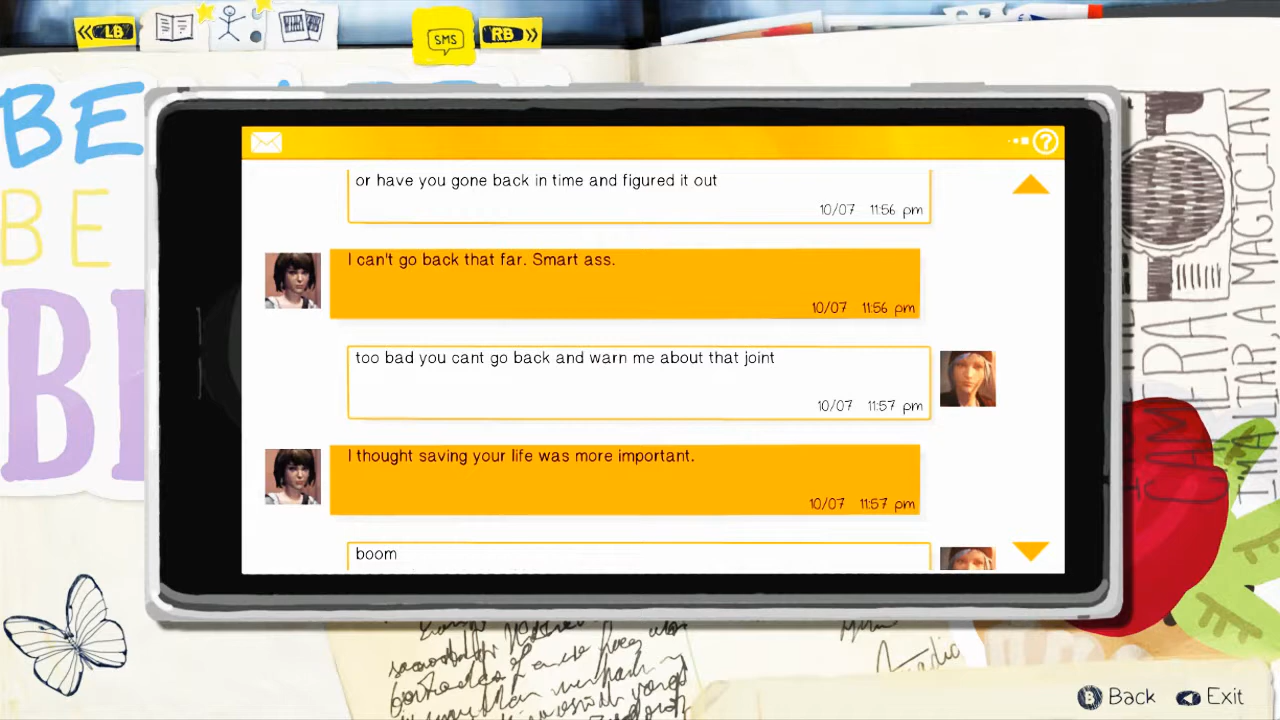 LB
SMS
RB
BE
BE
or have you gone back in time and figured it out
10/07 11:56 pm
I can't go back that far. Smart ass.
10/07 11:56 pm
too bad you cant go back and warn me about that joint
10/07 11:57 pm
I thought saving your life was more important.
10/07 11:57 pm
boom
CAMERA
MAGICIAN
B Back
Exit